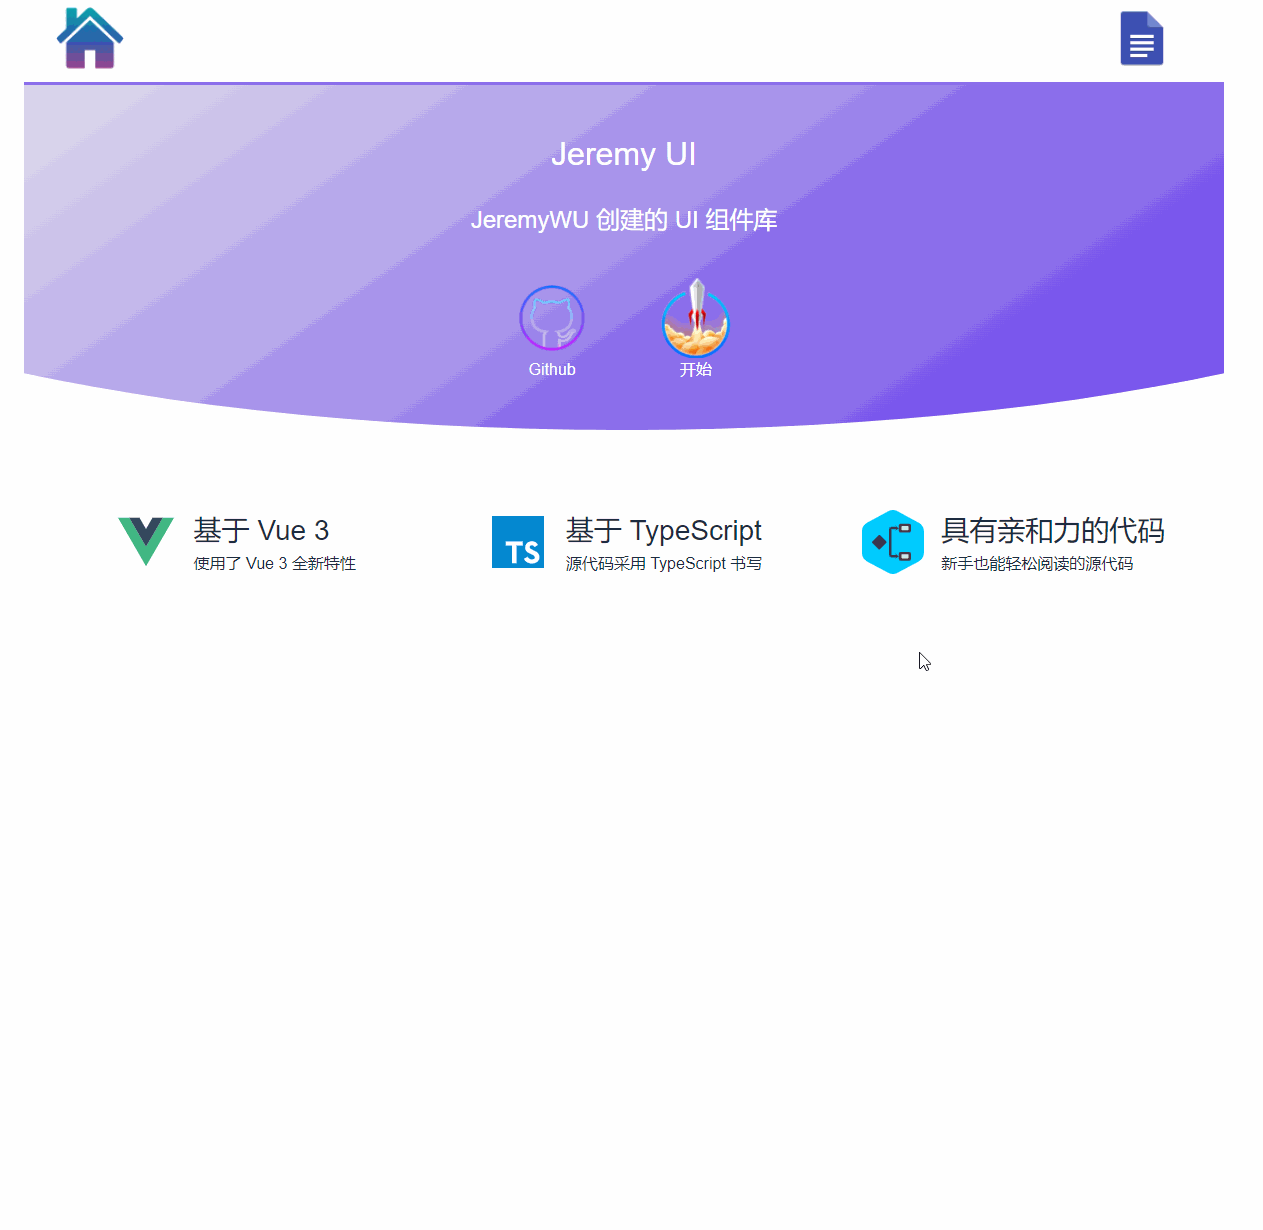 Jeremy UI
JeremyWU 创建的 UI 组件库
Github
开始
基于 Vue 3
使用了 Vue 3 全新特性
TS
基于 TypeScript
源代码采用 TypeScript 书写
具有亲和力的代码
新手也能轻松阅读的源代码